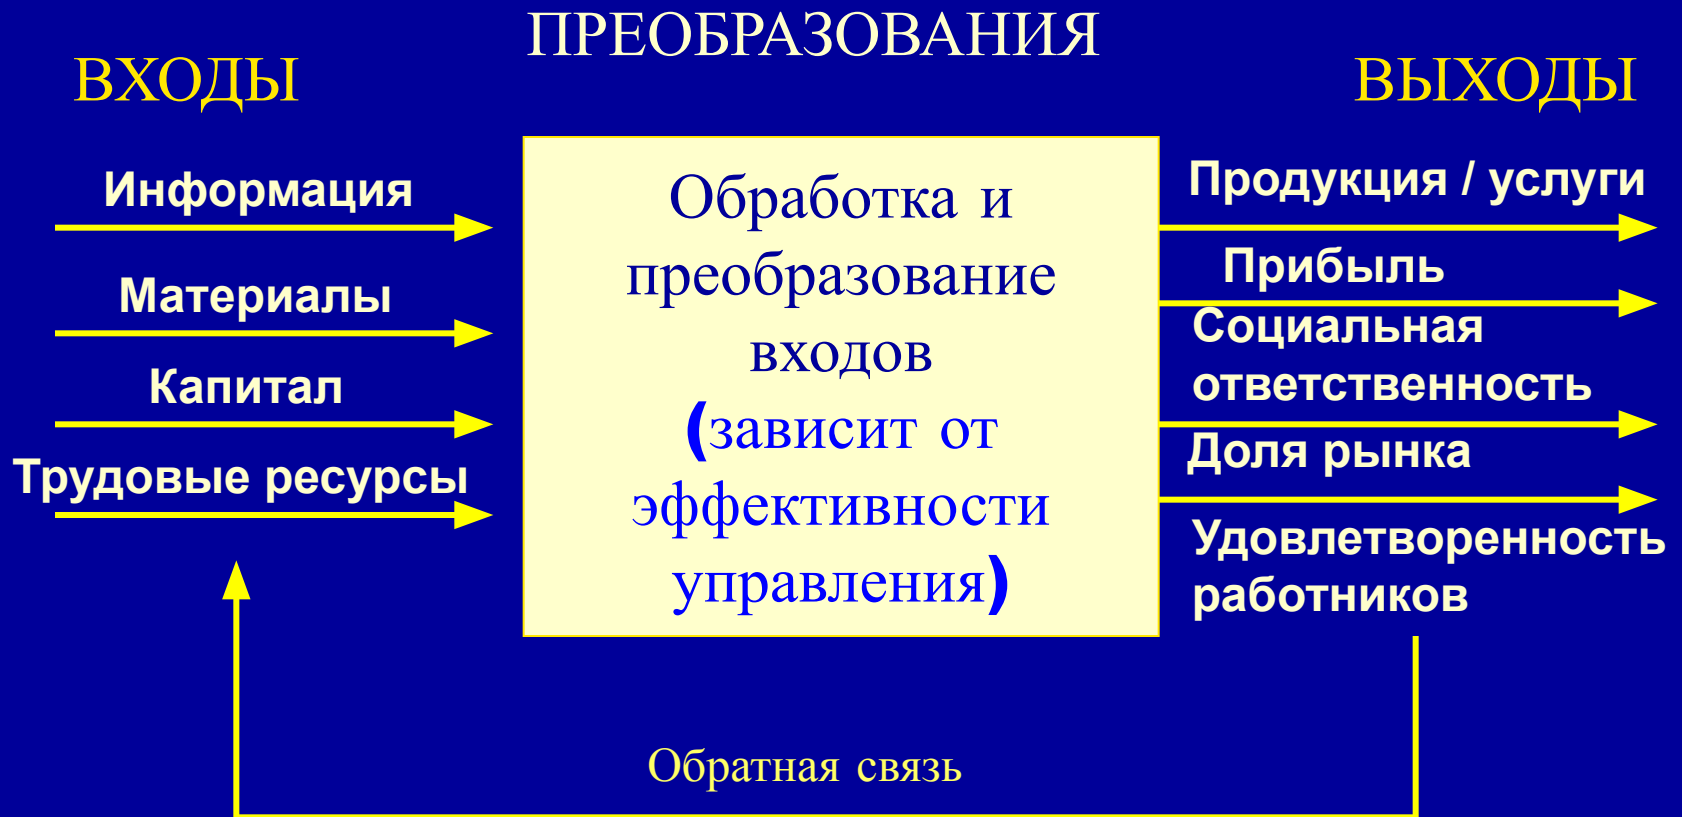 ПРЕОБРАЗОВАНИЯ
ВХОДЫ
ВЫХОДЫ
Информация
Материалы
Капитал
Трудовые ресурсы
Обработка и
преобразование
входов
(зависит от
эффективности
управления)
Продукция / услуги
Прибыль
Социальная
ответственность
Доля рынка
Удовлетворенность
работников
Обратная связь